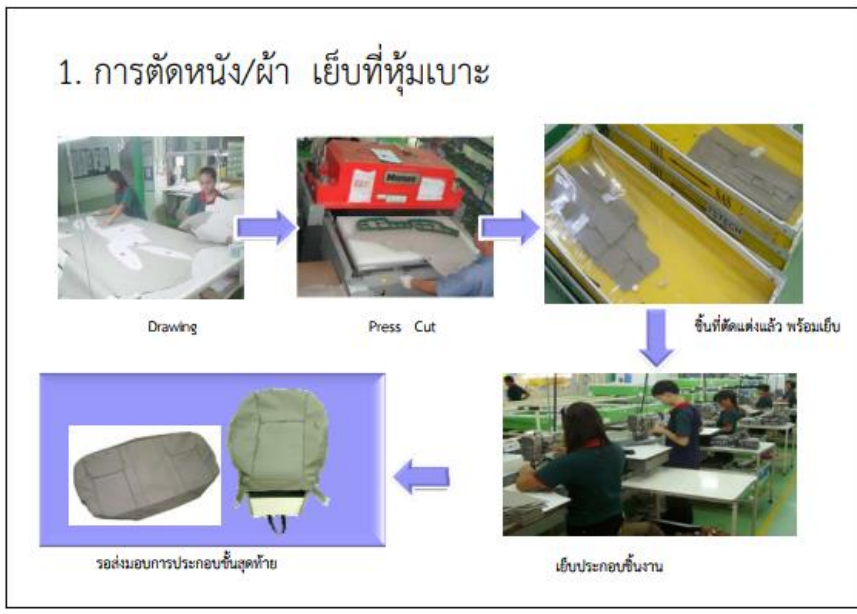 1. การตัดหนัง/ผ้า เย็บที่หุ้มเบาะ
Drawing
Press Cut
ชิ้นที่ตัดแต่งแล้ว พร้อมเย็บ
รอส่งมอบการประกอบขั้นสุดท้าย
เย็บประกอบชิ้นงาน